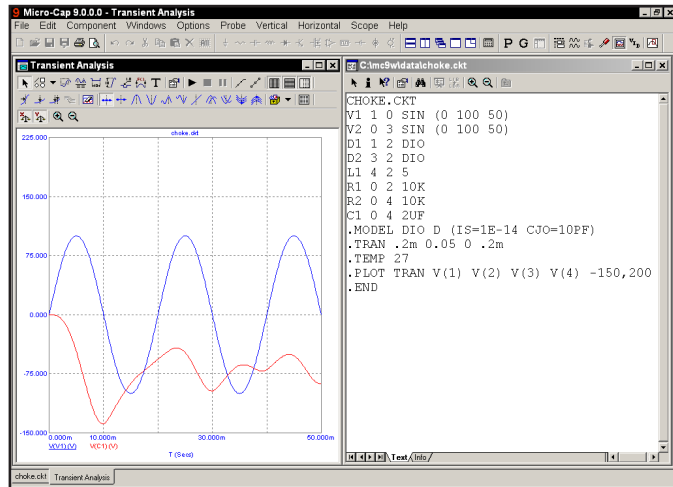 Micro-Cap 9.0.0.0 - Transient Analysis
File Edit Component Windows Options Probe Vertical Horizontal Scope Help
P G
Transient Analysis
T
choke.ckt
225.000
150.000
75.000
0.000
-75.000
-150.000
0.000m 10.000m 30.000m 50.000m
V(V1) (V) V(C1) (V)
T (Secs)
C:\mc9w\data\choke.ckt
CHOKE.CKT
V1 1 0 SIN (0 100 50)
V2 0 3 SIN (0 100 50)
D1 1 2 DIO
D2 3 2 DIO
L1 4 2 5
R1 0 2 10K
R2 0 4 10K
C1 0 4 2UF
.MODEL DIO D (IS=1E-14 CJO=10PF)
.TRAN .2m 0.05 0 .2m
.TEMP 27
.PLOT TRAN V(1) V(2) V(3) V(4) -150,200
.END
Text Info
choke.ckt Transient Analysis